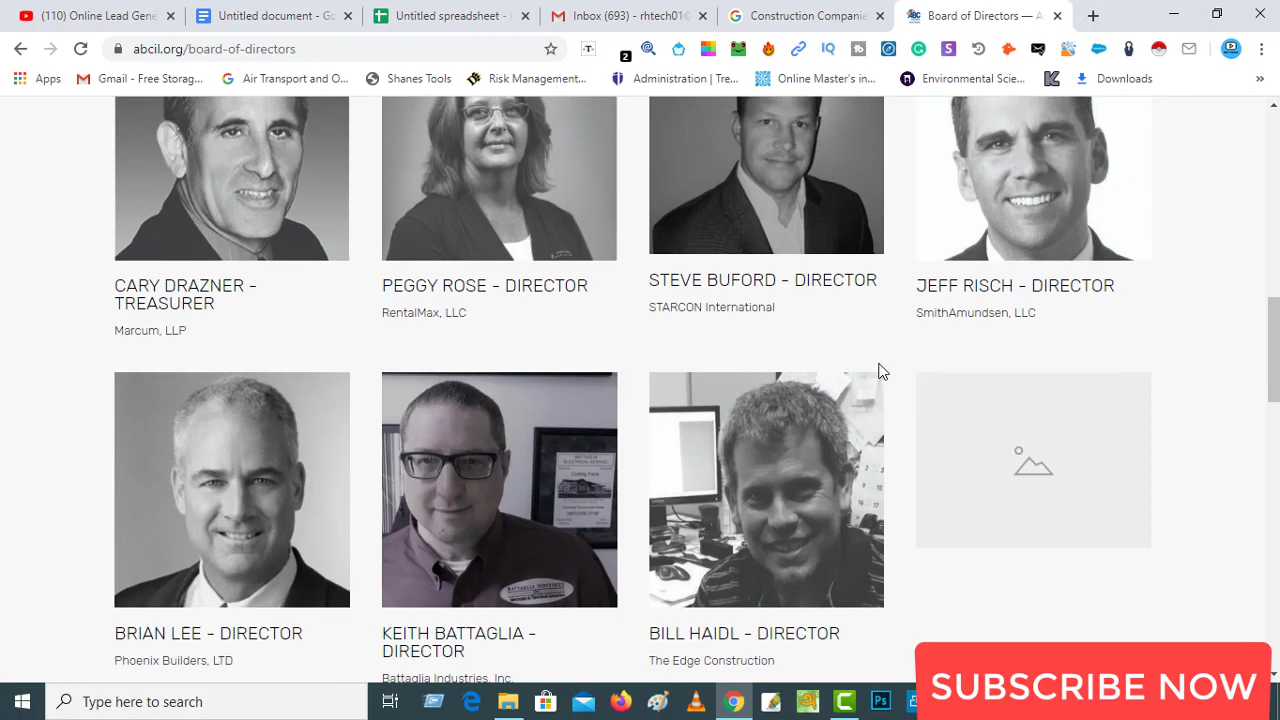 (110) Online Lead Gene
Untitled document - Go
Untitled spreadsheet -
Inbox (693) - rhtech01@
Construction Companie
Board of Directors — A
abcil.org/board-of-directors
Apps
Gmail - Free Storag...
Air Transport and O...
Shanes Tools
Risk Management...
Administration | Tre...
Online Master's in...
Environmental Scie...
Downloads
CARY DRAZNER -
TREASURER
Marcum, LLP
PEGGY ROSE - DIRECTOR
RentalMax, LLC
STEVE BUFORD - DIRECTOR
STARCON International
JEFF RISCH - DIRECTOR
SmithAmundsen, LLC
BRIAN LEE - DIRECTOR
Phoenix Builders, LTD
KEITH BATTAGLIA -
DIRECTOR
Battaglia Industries, Inc.
BILL HAIDL - DIRECTOR
The Edge Construction
SUBSCRIBE NOW
Type here to search